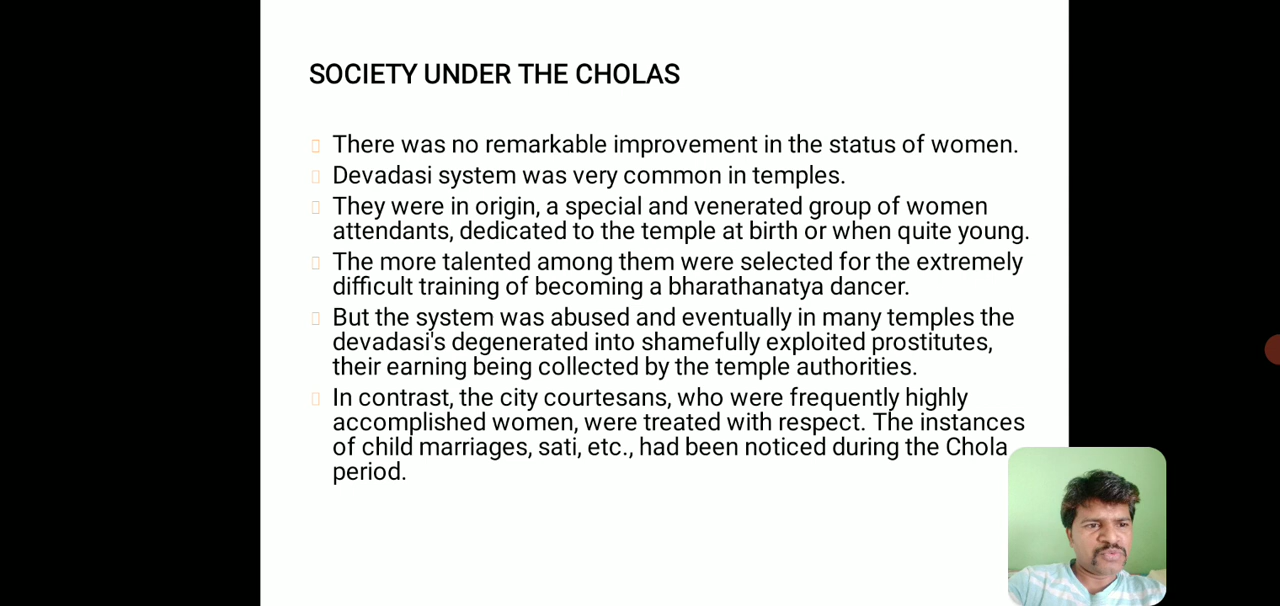 SOCIETY UNDER THE CHOLAS
There was no remarkable improvement in the status of women.
Devadasi system was very common in temples.
They were in origin, a special and venerated group of women
attendants, dedicated to the temple at birth or when quite young.
The more talented among them were selected for the extremely
difficult training of becoming a bharathanatya dancer.
But the system was abused and eventually in many temples the
devadasi's degenerated into shamefully exploited prostitutes,
their earning being collected by the temple authorities.
In contrast, the city courtesans, who were frequently highly
accomplished women, were treated with respect. The instances
of child marriages, sati, etc., had been noticed during the Chola
period.